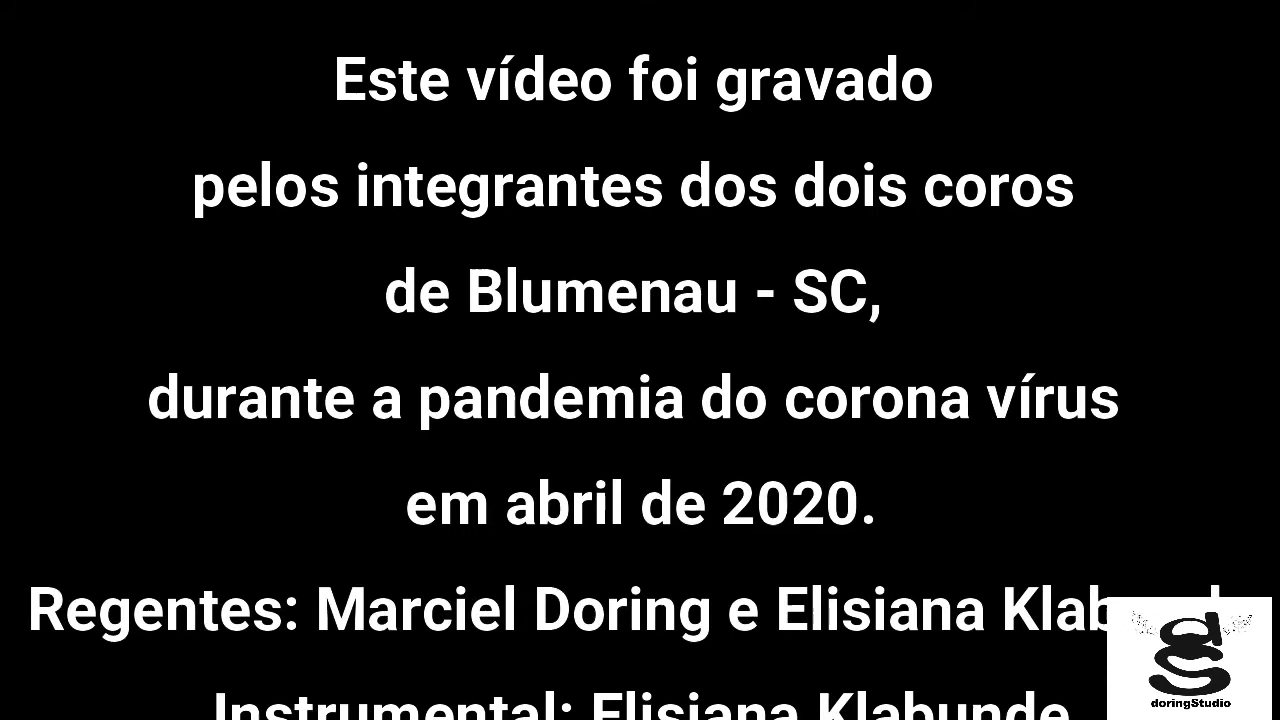 Este vídeo foi gravado
pelos integrantes dos dois coros
de Blumenau - SC,
durante a pandemia do corona vírus
em abril de 2020.
Regentes: Marciel Doring e Elisiana
Instrumental: Elisiana Klabunde
doringStudio